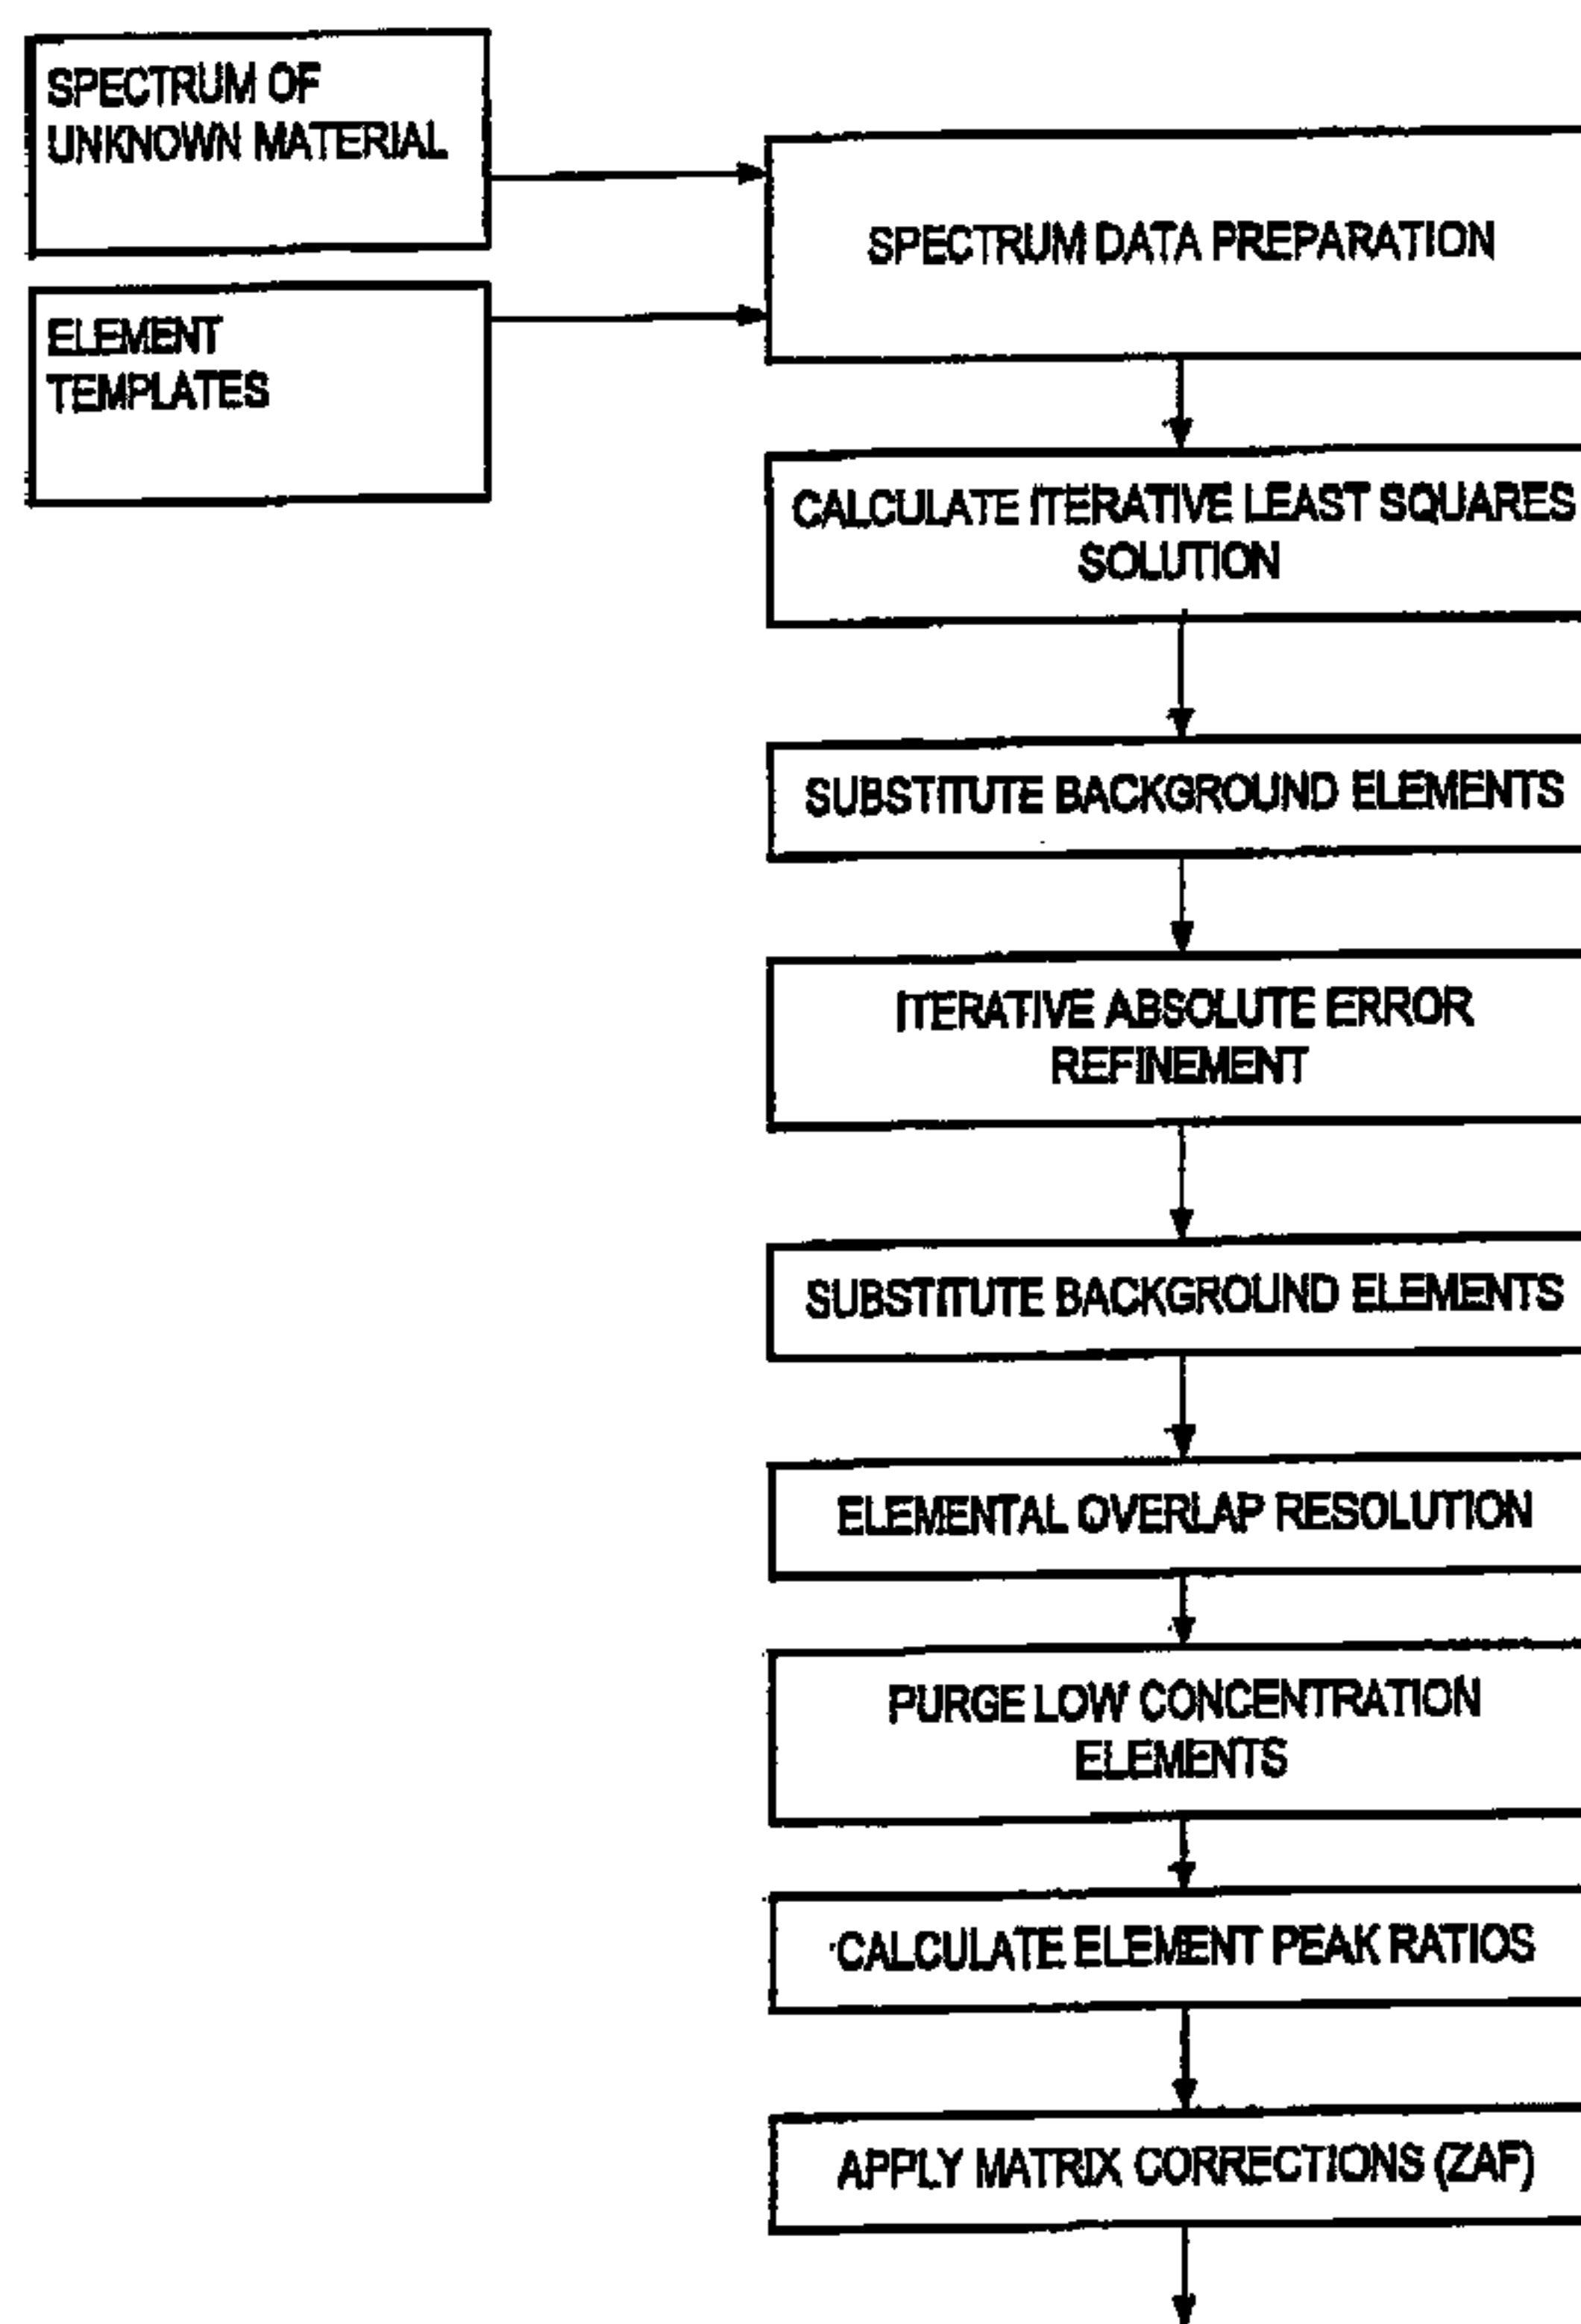 SPECTRUM OF
UNKNOWN MATERIAL
ELEMENT
TEMPLATES
SPECTRUM DATA PREPARATION
CALCULATE ITERATIVE LEAST SQUARES
SOLUTION
SUBSTITUTE BACKGROUND ELEMENTS
ITERATIVE ABSOLUTE ERROR
REFINEMENT
SUBSTITUTE BACKGROUND ELEMENTS
ELEMENTAL OVERLAP RESOLUTION
PURGE LOW CONCENTRATION
ELEMENTS
CALCULATE ELEMENT PEAK RATIOS
APPLY MATRIX CORRECTIONS (ZAF)